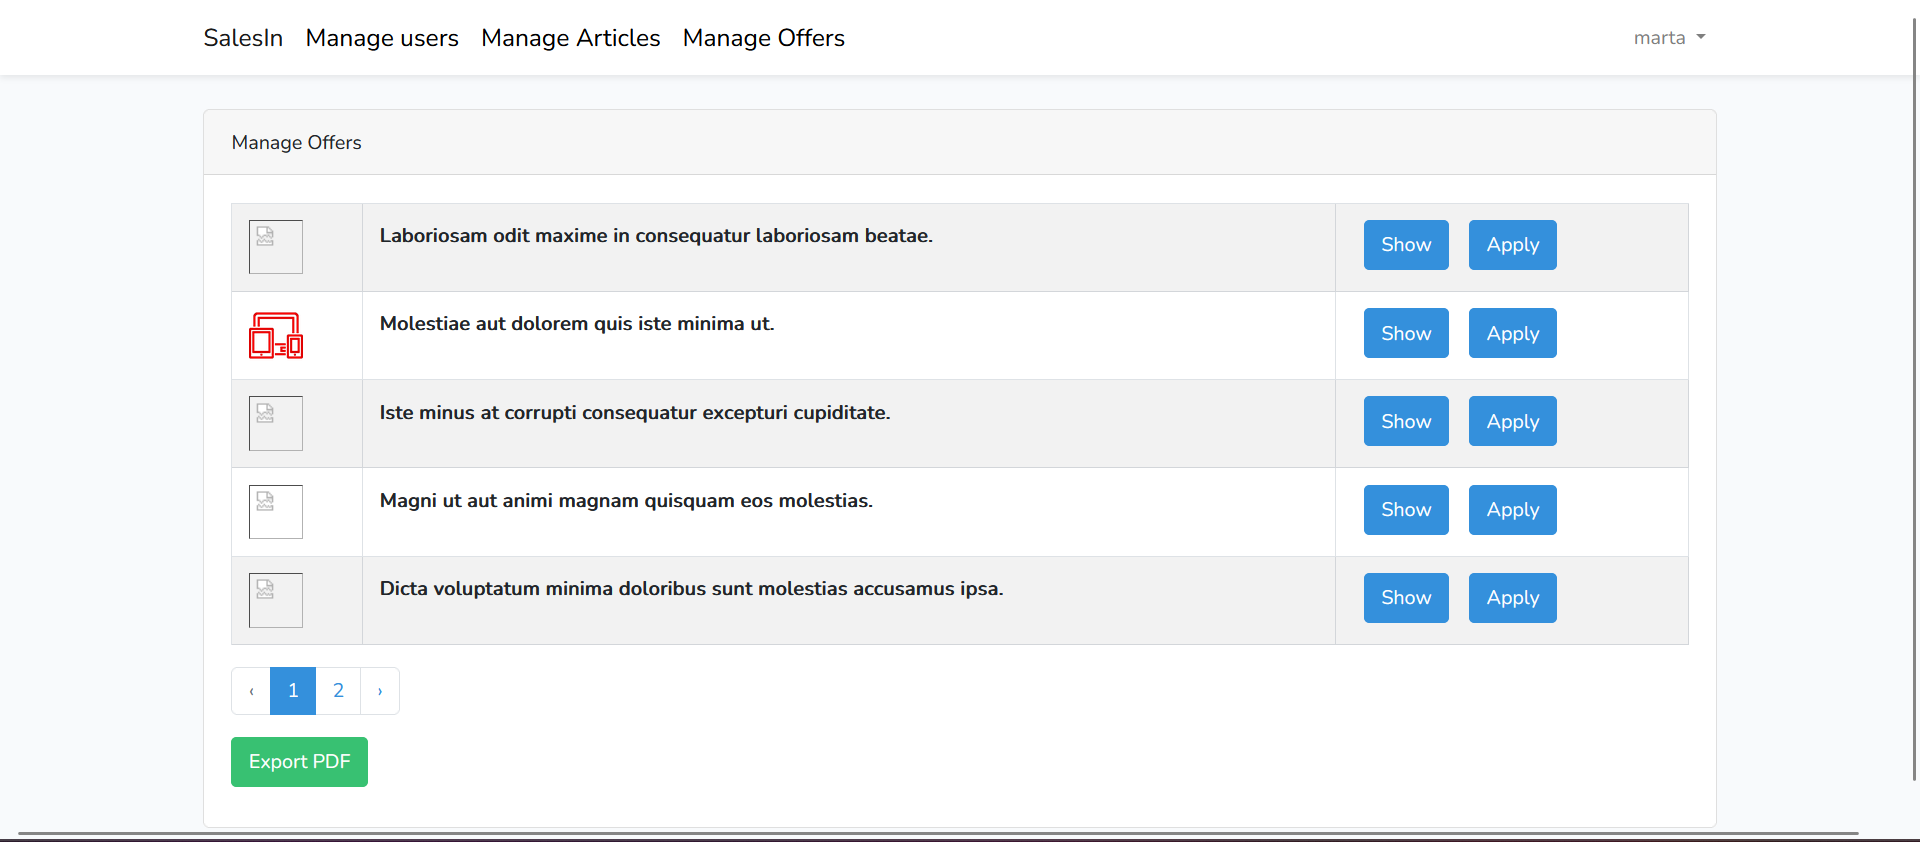 SalesIn Manage users Manage Articles Manage Offers marta
Manage Offers
Laboriosam odit maxime in consequatur laboriosam beatae. Show Apply
Molestiae aut dolorem quis iste minima ut. Show Apply
Iste minus at corrupti consequatur excepturi cupiditate. Show Apply
Magni ut aut animi magnam quisquam eos molestias. Show Apply
Dicta voluptatum minima doloribus sunt molestias accusamus ipsa. Show Apply
‹ 1 2 ›
Export PDF